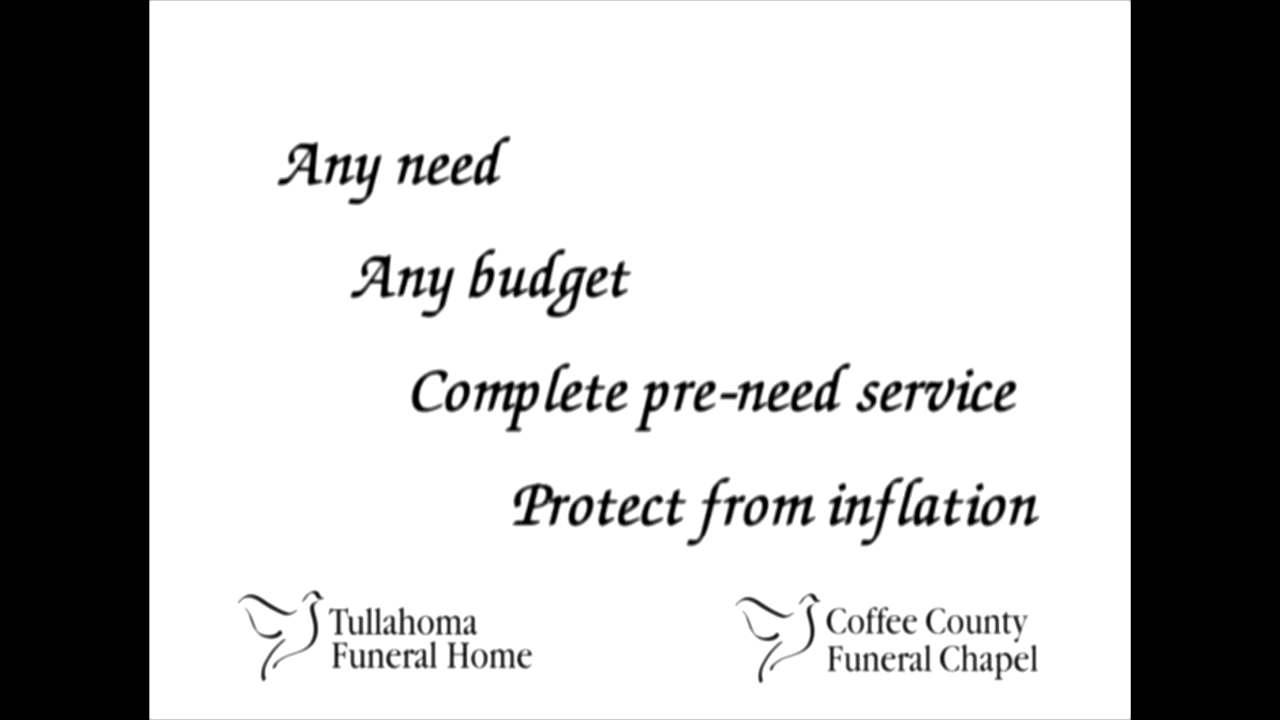 Any need
Any budget
Complete pre-need service
Protect from inflation
Tullahoma
Funeral Home
Coffee County
Funeral Chapel